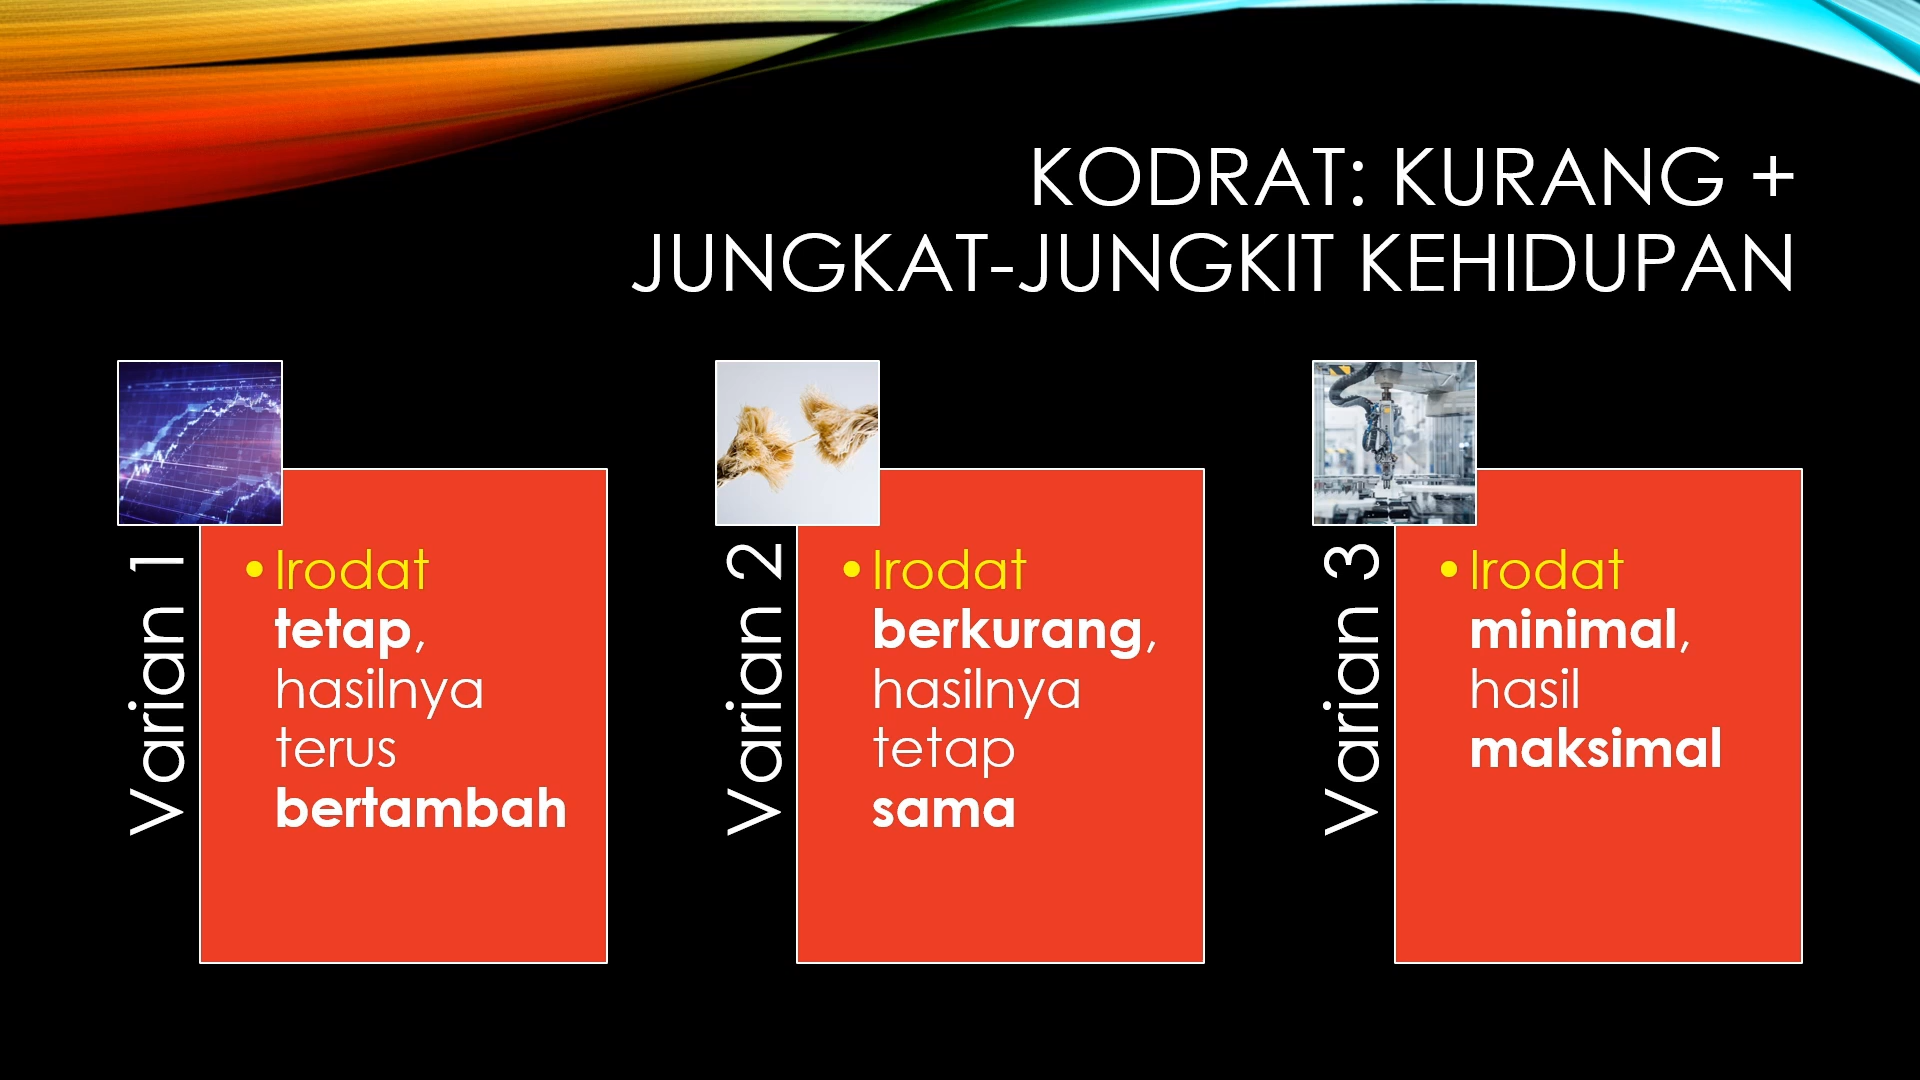 KODRAT: KURANG +
JUNGKAT-JUNGKIT KEHIDUPAN
Varian 1
•Irodat
tetap,
hasilnya
terus
bertambah
Varian 2
•Irodat
berkurang,
hasilnya
tetap
sama
Varian 3
•Irodat
minimal,
hasil
maksimal